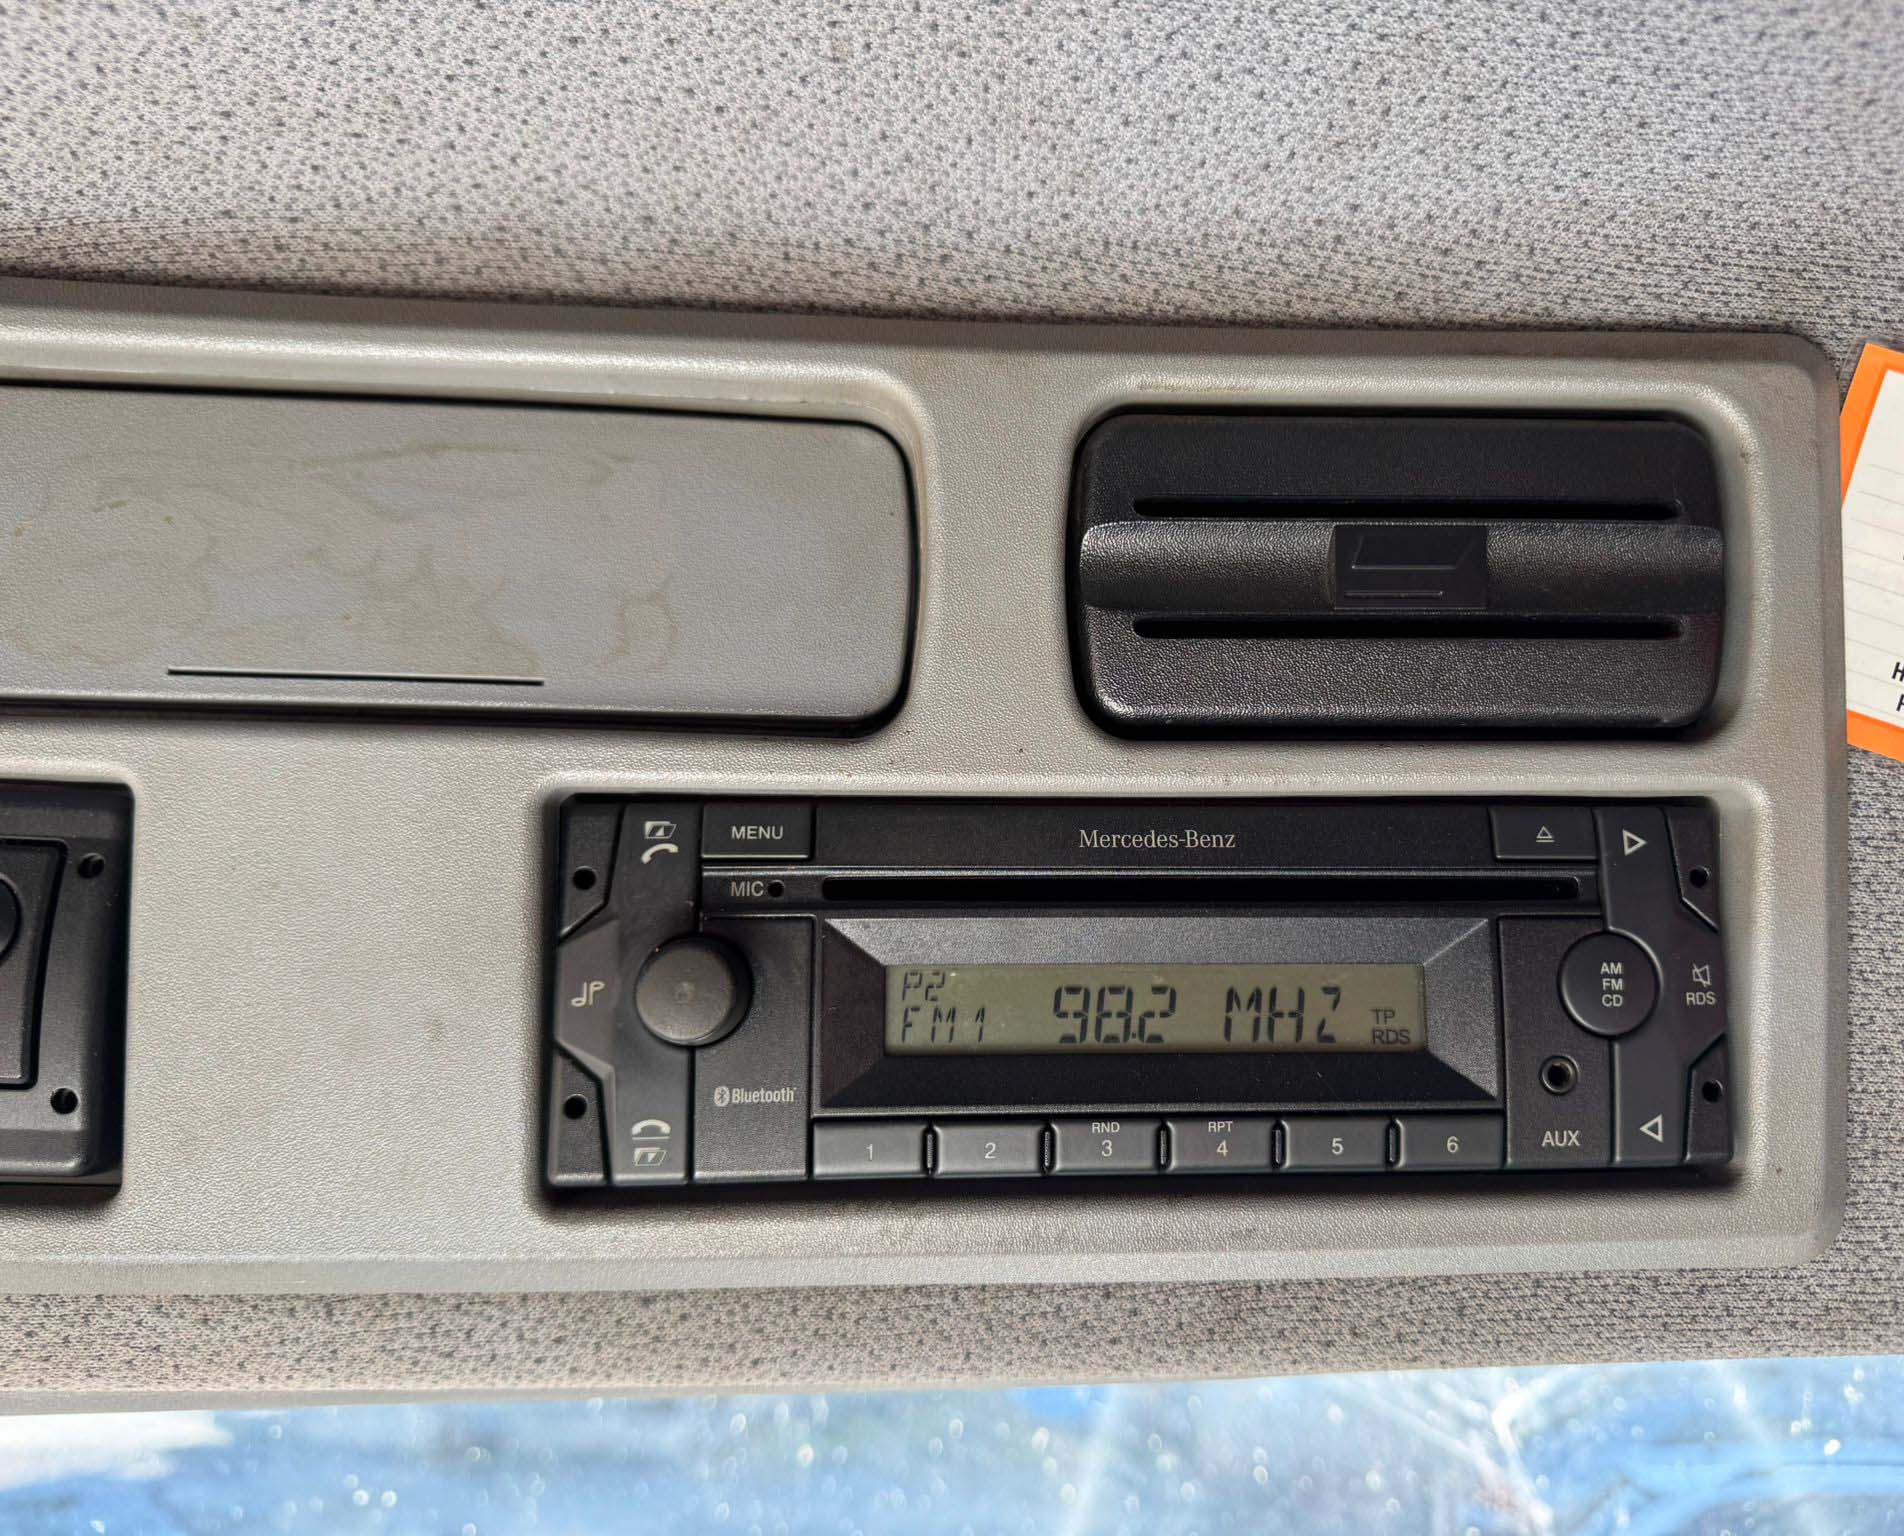 MENU
Mercedes-Benz
MIC
P2
FM1 98.2 MHZ
TP
RDS
AM
FM
CD
RDS
Bluetooth
1
2
RND
3
RPT
4
5
6
AUX